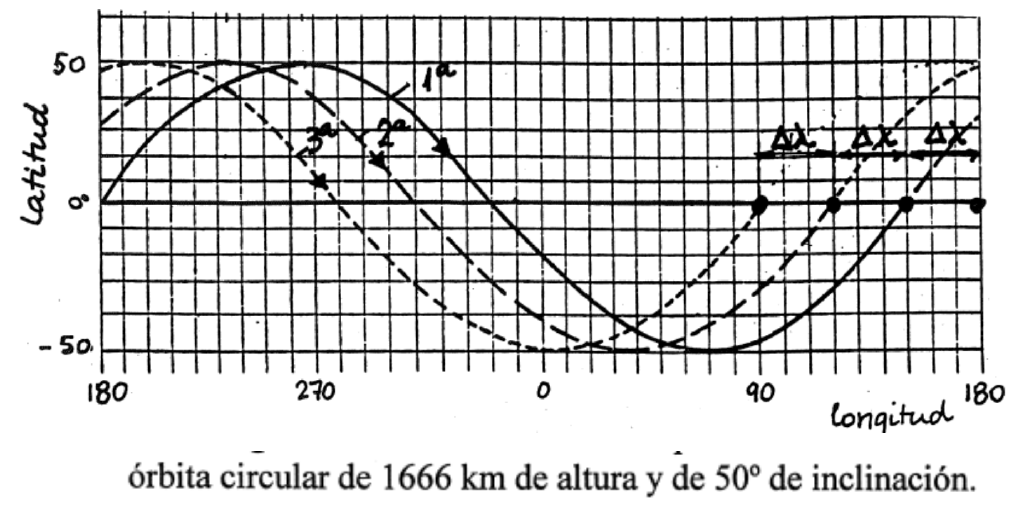 50
1ª
2ª
3ª
Δλ Δλ Δλ
Latitud
0°
- 50
180 270 0 90 180
longitud
órbita circular de 1666 km de altura y de 50º de inclinación.